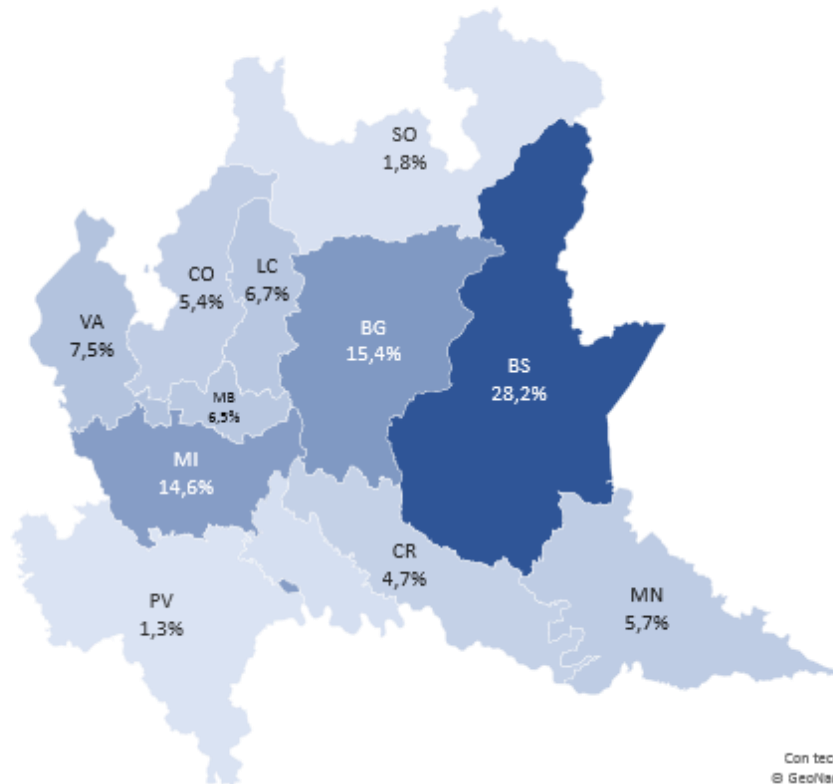 SO
1,8%
CO
5,4%
LC
6,7%
VA
7,5%
BG
15,4%
BS
28,2%
MB
6,5%
MI
14,6%
CR
4,7%
PV
1,3%
MN
5,7%
Con tec
© GeoNa